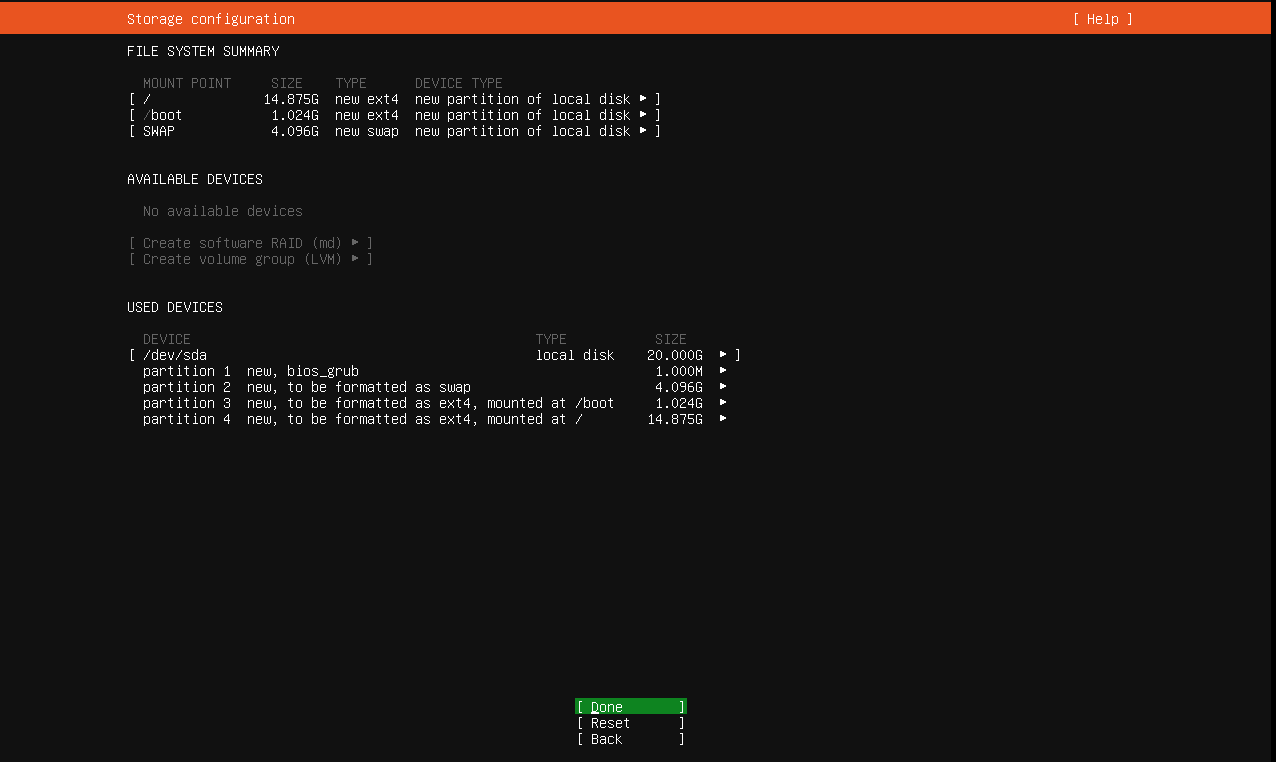 Storage configuration [ Help ]
FILE SYSTEM SUMMARY
MOUNT POINT SIZE TYPE DEVICE TYPE
[ / 14.875G new ext4 new partition of local disk ▸ ]
[ /boot 1.024G new ext4 new partition of local disk ▸ ]
[ SWAP 4.096G new swap new partition of local disk ▸ ]
AVAILABLE DEVICES
No available devices
[ Create software RAID (md) ▸ ]
[ Create volume group (LVM) ▸ ]
USED DEVICES
DEVICE TYPE SIZE
[ /dev/sda local disk 20.000G ▸ ]
partition 1 new, bios_grub 1.000M ▸
partition 2 new, to be formatted as swap 4.096G ▸
partition 3 new, to be formatted as ext4, mounted at /boot 1.024G ▸
partition 4 new, to be formatted as ext4, mounted at / 14.875G ▸
[ Done ]
[ Reset ]
[ Back ]